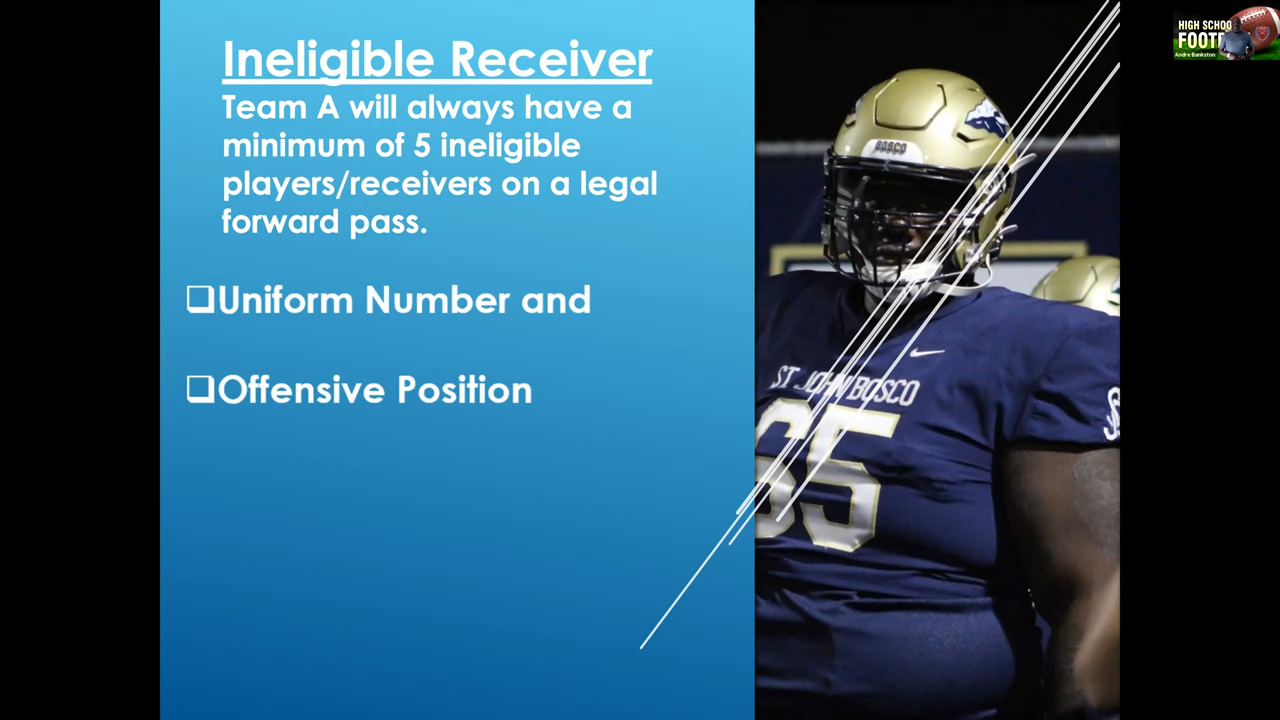 Ineligible Receiver
Team A will always have a
minimum of 5 ineligible
players/receivers on a legal
forward pass.
❑Uniform Number and
❑Offensive Position
BOSCO
ST JOHN BOSCO
65
HIGH SCHOO
FOOT
Andre Bankston